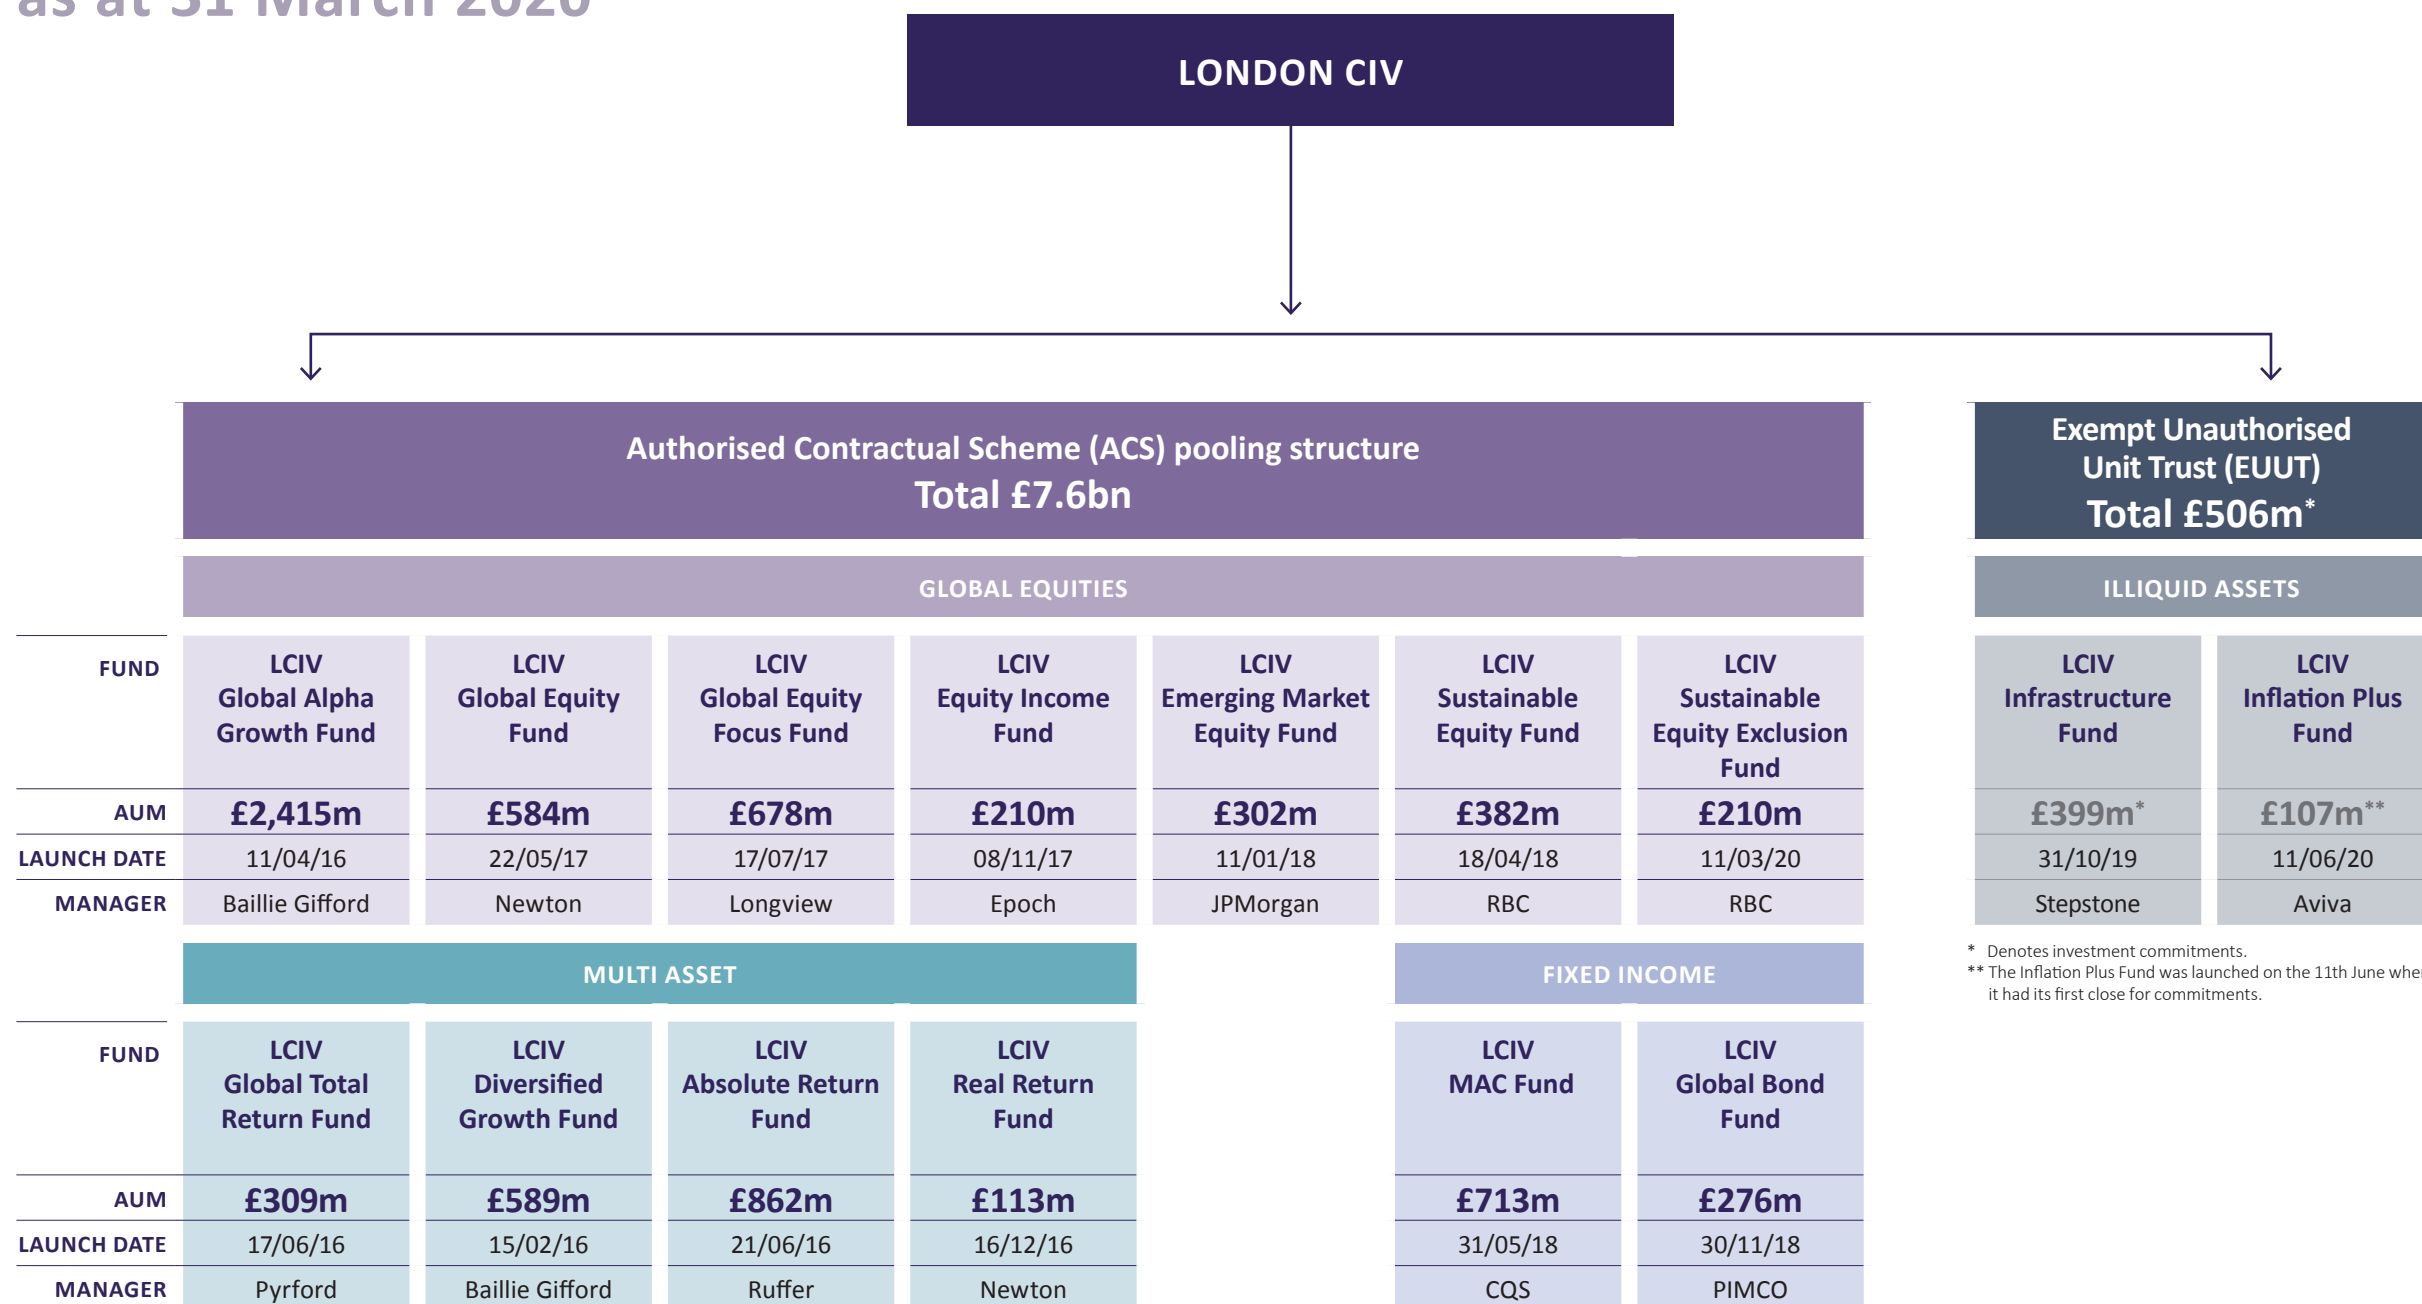 as at 31 March 2020
LONDON CIV
Authorised Contractual Scheme (ACS) pooling structure
Total £7.6bn
Exempt Unauthorised
Unit Trust (EUUT)
Total £506m*
GLOBAL EQUITIES
ILLIQUID ASSETS
FUND
LCIV
Global Alpha
Growth Fund
LCIV
Global Equity
Fund
LCIV
Global Equity
Focus Fund
LCIV
Equity Income
Fund
LCIV
Emerging Market
Equity Fund
LCIV
Sustainable
Equity Fund
LCIV
Sustainable
Equity Exclusion
Fund
LCIV
Infrastructure
Fund
LCIV
Inflation Plus
Fund
AUM £2,415m £584m £678m £210m £302m £382m £210m £399m* £107m**
LAUNCH DATE 11/04/16 22/05/17 17/07/17 08/11/17 11/01/18 18/04/18 11/03/20 31/10/19 11/06/20
MANAGER Baillie Gifford Newton Longview Epoch JPMorgan RBC RBC Stepstone Aviva
* Denotes investment commitments.
** The Inflation Plus Fund was launched on the 11th June
it had its first close for commitments.
MULTI ASSET
FIXED INCOME
FUND
LCIV
Global Total
Return Fund
LCIV
Diversified
Growth Fund
LCIV
Absolute Return
Fund
LCIV
Real Return
Fund
LCIV
MAC Fund
LCIV
Global Bond
Fund
AUM £309m £589m £862m £113m £713m £276m
LAUNCH DATE 17/06/16 15/02/16 21/06/16 16/12/16 31/05/18 30/11/18
MANAGER Pyrford Baillie Gifford Ruffer Newton CQS PIMCO